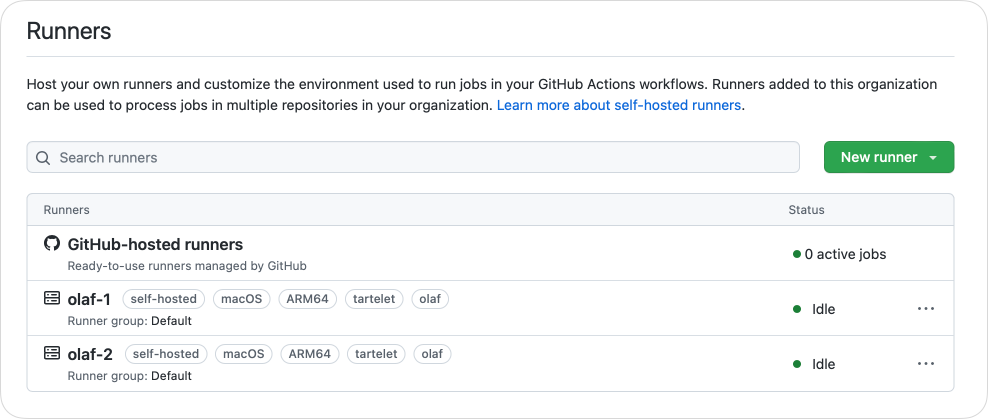 Runners
Host your own runners and customize the environment used to run jobs in your GitHub Actions workflows. Runners added to this organization
can be used to process jobs in multiple repositories in your organization. Learn more about self-hosted runners.
Search runners
New runner
Runners Status
GitHub-hosted runners
Ready-to-use runners managed by GitHub
0 active jobs
olaf-1 self-hosted macOS ARM64 tartelet olaf
Runner group: Default
Idle
olaf-2 self-hosted macOS ARM64 tartelet olaf
Runner group: Default
Idle